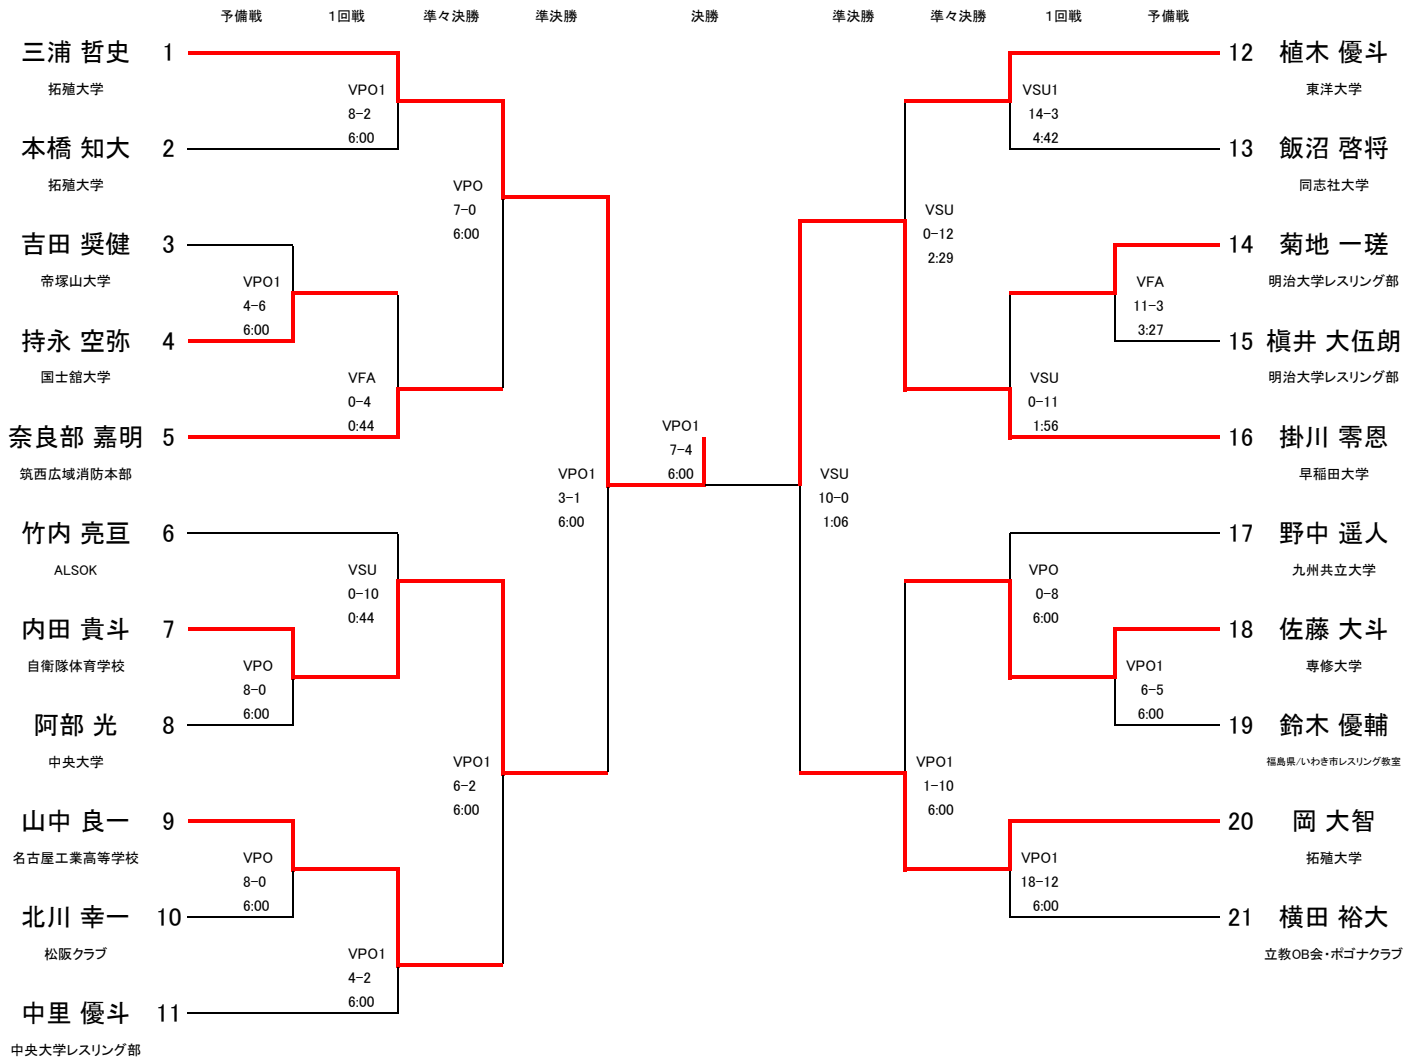 予備戦 1回戦 準々決勝 準決勝 決勝 準決勝 準々決勝 1回戦 予備戦
三浦 哲史 1
拓殖大学
VPO1
8-2
6:00
本橋 知大 2
拓殖大学
VPO
7-0
6:00
吉田 奨健 3
帝塚山大学
VPO1
4-6
6:00
持永 空弥 4
国士舘大学
VFA
0-4
0:44
奈良部 嘉明 5
筑西広域消防本部
VPO1
3-1
6:00
竹内 亮亘 6
ALSOK
VSU
0-10
0:44
内田 貴斗 7
自衛隊体育学校
VPO
8-0
6:00
阿部 光 8
中央大学
VPO1
6-2
6:00
山中 良一 9
名古屋工業高等学校
VPO
8-0
6:00
北川 幸一 10
松阪クラブ
VPO1
4-2
6:00
中里 優斗 11
中央大学レスリング部
VPO1
7-4
6:00
12 植木 優斗
東洋大学
VSU1
14-3
4:42
13 飯沼 啓将
同志社大学
VSU
0-12
2:29
14 菊地 一瑳
明治大学レスリング部
VFA
11-3
3:27
15 槇井 大伍朗
明治大学レスリング部
VSU
0-11
1:56
16 掛川 零恩
早稲田大学
VSU
10-0
1:06
17 野中 遥人
九州共立大学
VPO
0-8
6:00
18 佐藤 大斗
専修大学
VPO1
6-5
6:00
19 鈴木 優輔
福島県/いわき市レスリング教室
VPO1
1-10
6:00
20 岡 大智
拓殖大学
VPO1
18-12
6:00
21 横田 裕大
立教OB会・ポゴナクラブ